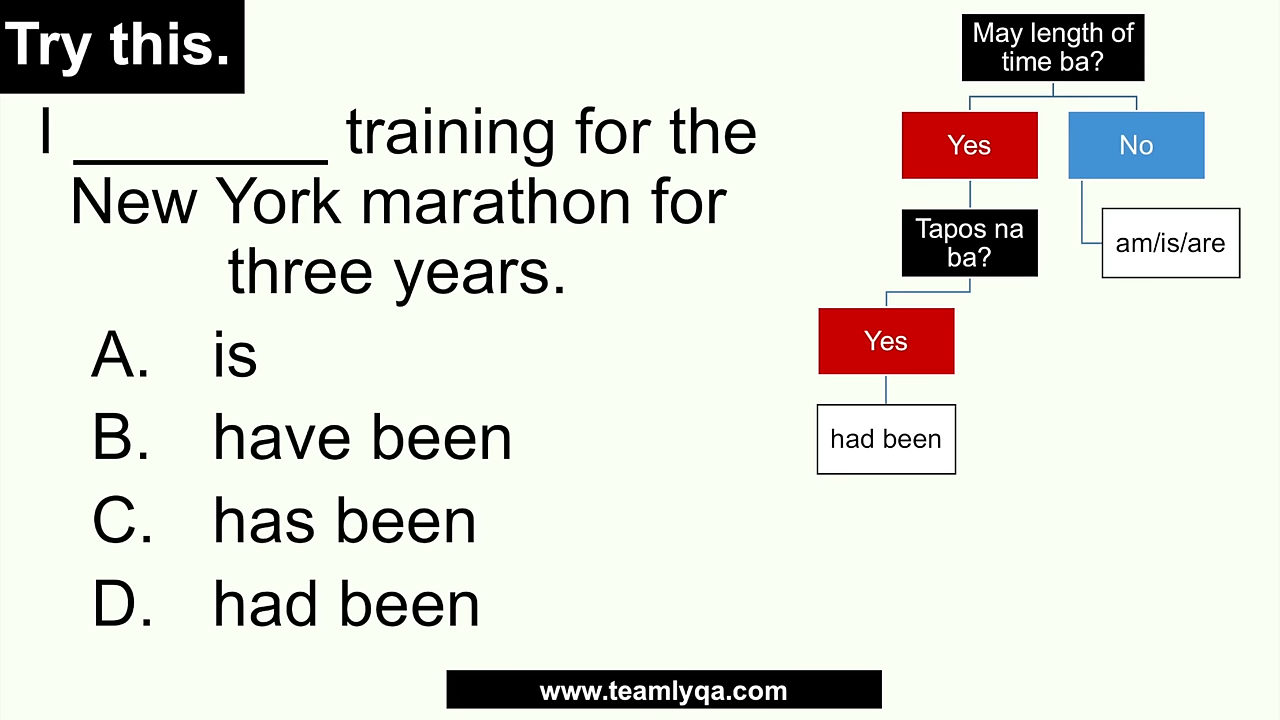 Try this.
I _______ training for the
New York marathon for
three years.
A. is
B. have been
C. has been
D. had been
May length of
time ba?
Yes
No
Tapos na
ba?
am/is/are
Yes
had been
www.teamlyqa.com